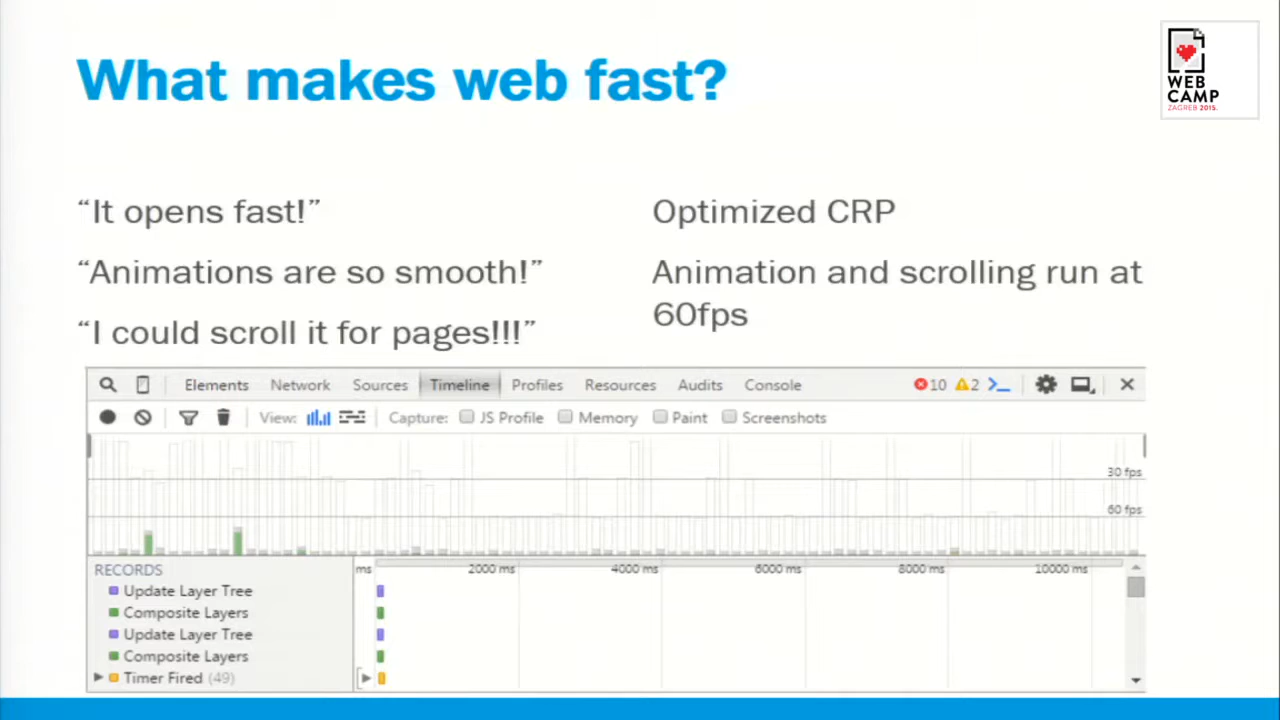 What makes web fast?
WEB
CAMP
ZAGREB 2015.
“It opens fast!”
“Animations are so smooth!”
“I could scroll it for pages!!!”
Optimized CRP
Animation and scrolling run at
60fps
Elements Network Sources Timeline Profiles Resources Audits Console 10 2
View: Capture: JS Profile Memory Paint Screenshots
30 fps
60 fps
RECORDS ms 2000 ms 4000 ms 6000 ms 8000 ms 10000 ms
Update Layer Tree
Composite Layers
Update Layer Tree
Composite Layers
Timer Fired (49)